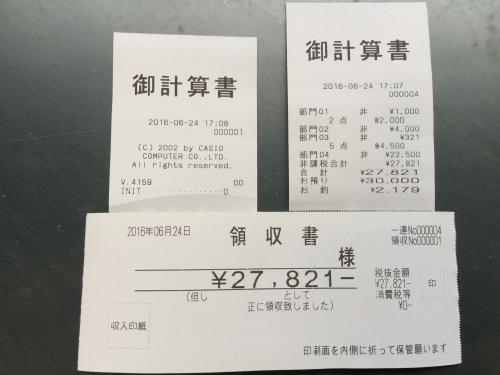 御計算書
2016-06-24 17:08
000001
(C) 2002 by CASIO
COMPUTER CO.,LTD.
All rights reserved.
V.4159 00
INIT 0
御計算書
2016-06-24 17:07
000004
部門01 非 ¥1,000
2点 @2,000
部門02 非 ¥4,000
部門03 非 ¥321
5点 @4,500
部門04 非 ¥22,500
非課税合計 ¥27,821
合計 ¥27,821
お預り ¥30,000
お釣 ¥2,179
2016年06月24日
領収書
一連No000004
領収No000001
様
¥27,821-
税抜金額
¥27,821-
消費税等
¥0-
印
(但し として
正に領収致しました)
収入印紙
印刷面を内側に折って保管願います